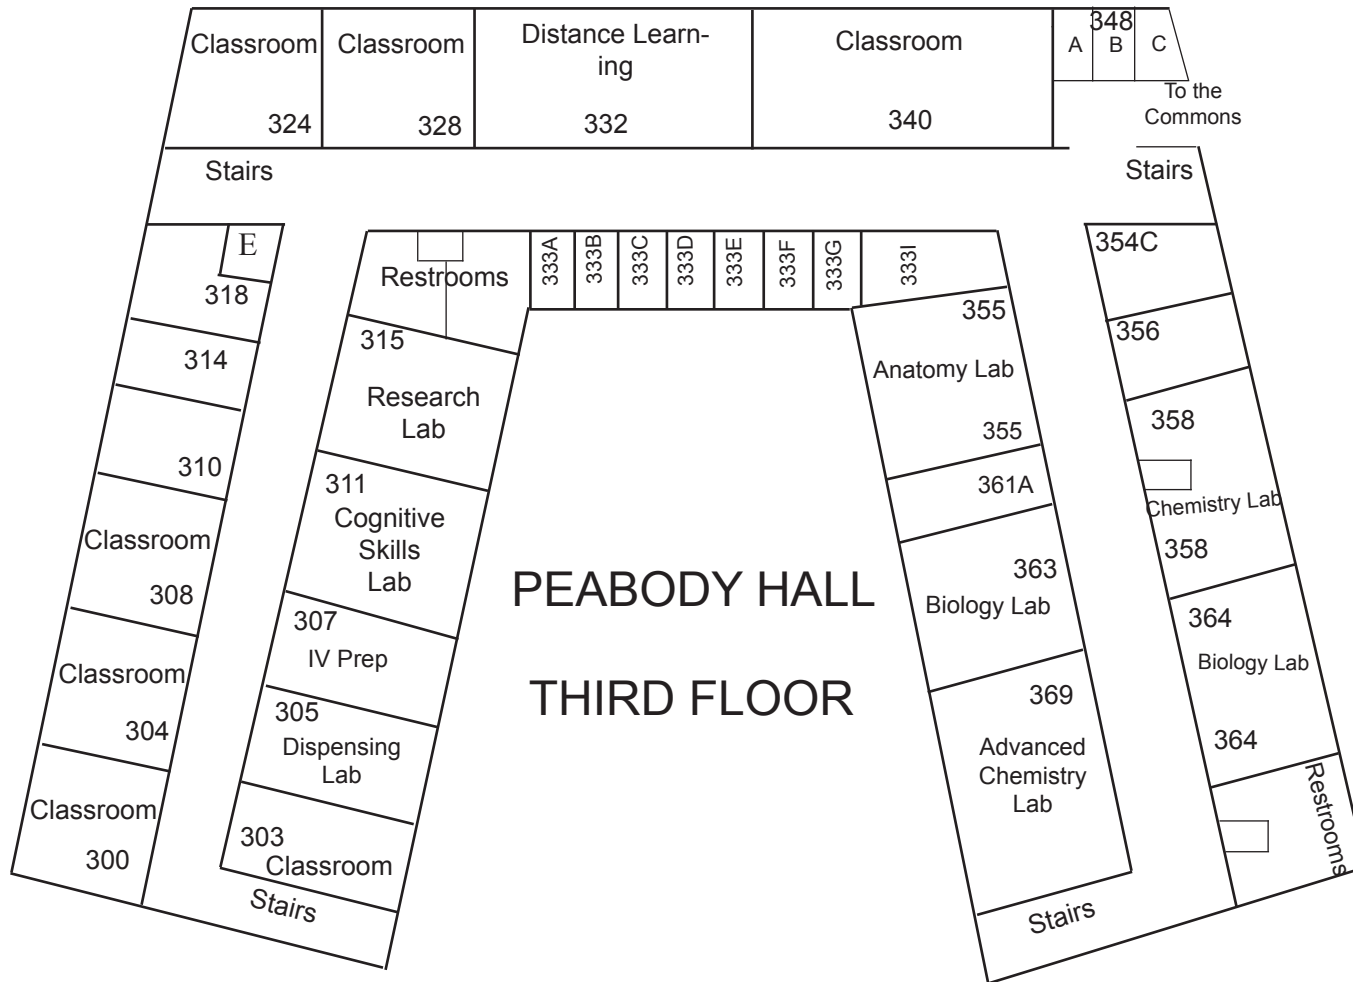 Classroom
324
Classroom
328
Distance Learn-
ing
332
Classroom
340
348
A
B
C
To the
Commons
Stairs
Stairs
E
318
314
310
Classroom
308
Classroom
304
Classroom
300
Restrooms
333A
333B
333C
333D
333E
333F
333G
333I
315
Research
Lab
311
Cognitive
Skills
Lab
307
IV Prep
305
Dispensing
Lab
303
Classroom
Stairs
PEABODY HALL
THIRD FLOOR
355
Anatomy Lab
355
361A
363
Biology Lab
369
Advanced
Chemistry
Lab
Stairs
354C
356
358
Chemistry Lab
358
364
Biology Lab
364
Restrooms